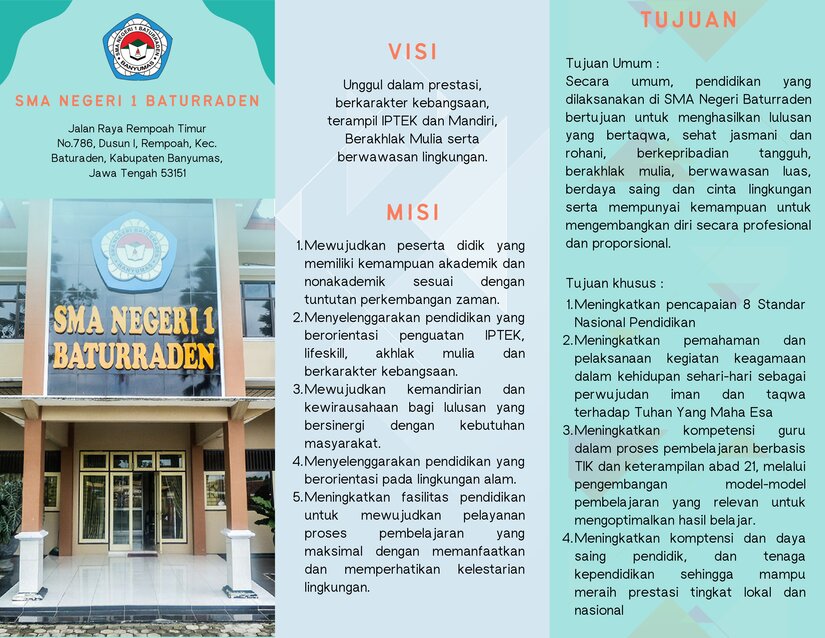 SMA NEGERI 1 BATURRADEN
BANYUMAS
SMA NEGERI 1 BATURRADEN
Jalan Raya Rempoah Timur
No.786, Dusun I, Rempoah, Kec.
Baturaden, Kabupaten Banyumas,
Jawa Tengah 53151
SMA NEGERI 1
BATURRADEN
VISI
Unggul dalam prestasi,
berkarakter kebangsaan,
terampil IPTEK dan Mandiri,
Berakhlak Mulia serta
berwawasan lingkungan.
MISI
1.Mewujudkan peserta didik yang
memiliki kemampuan akademik dan
nonakademik sesuai dengan
tuntutan perkembangan zaman.
2.Menyelenggarakan pendidikan yang
berorientasi penguatan IPTEK,
lifeskill, akhlak mulia dan
berkarakter kebangsaan.
3.Mewujudkan kemandirian dan
kewirausahaan bagi lulusan yang
bersinergi dengan kebutuhan
masyarakat.
4.Menyelenggarakan pendidikan yang
berorientasi pada lingkungan alam.
5.Meningkatkan fasilitas pendidikan
untuk mewujudkan pelayanan
proses pembelajaran yang
maksimal dengan memanfaatkan
dan memperhatikan kelestarian
lingkungan.
TUJUAN
Tujuan Umum :
Secara umum, pendidikan yang
dilaksanakan di SMA Negeri Baturraden
bertujuan untuk menghasilkan lulusan
yang bertaqwa, sehat jasmani dan
rohani, berkepribadian tangguh,
berakhlak mulia, berwawasan luas,
berdaya saing dan cinta lingkungan
serta mempunyai kemampuan untuk
mengembangkan diri secara profesional
dan proporsional.
Tujuan khusus :
1.Meningkatkan pencapaian 8 Standar
Nasional Pendidikan
2.Meningkatkan pemahaman dan
pelaksanaan kegiatan keagamaan
dalam kehidupan sehari-hari sebagai
perwujudan iman dan taqwa
terhadap Tuhan Yang Maha Esa
3.Meningkatkan kompetensi guru
dalam proses pembelajaran berbasis
TIK dan keterampilan abad 21, melalui
pengembangan model-model
pembelajaran yang relevan untuk
mengoptimalkan hasil belajar.
4.Meningkatkan komptensi dan daya
saing pendidik, dan tenaga
kependidikan sehingga mampu
meraih prestasi tingkat lokal dan
nasional